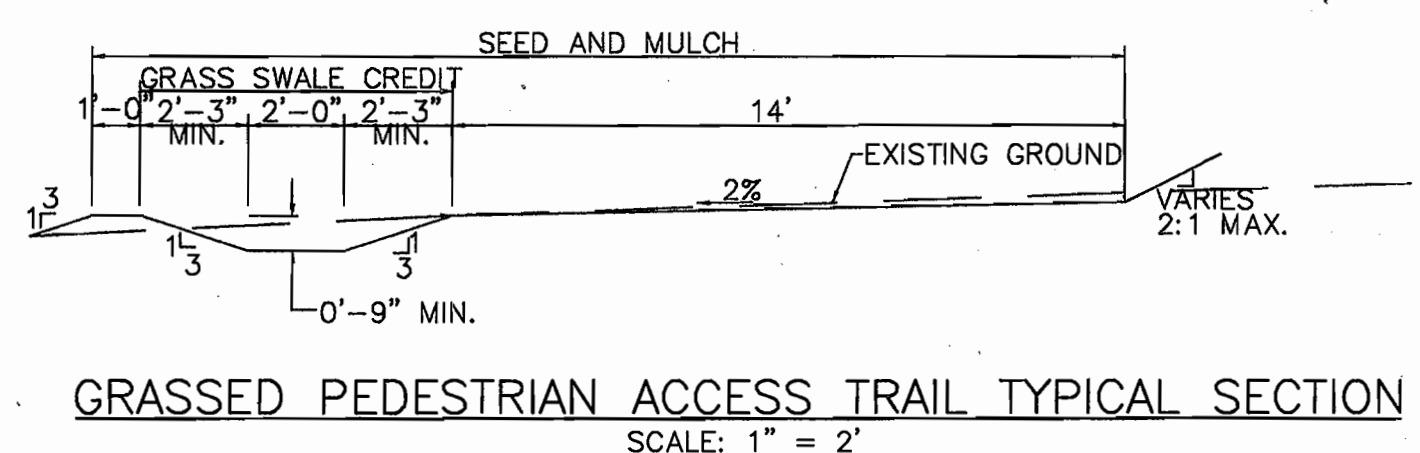 SEED AND MULCH
GRASS SWALE CREDIT
1'-0" 2'-3" 2'-0" 2'-3" 14'
MIN. MIN.
EXISTING GROUND
2%
3
1
VARIES
2:1 MAX.
1
3
1
3
0'-9" MIN.
GRASSED PEDESTRIAN ACCESS TRAIL TYPICAL SECTION
SCALE: 1" = 2'